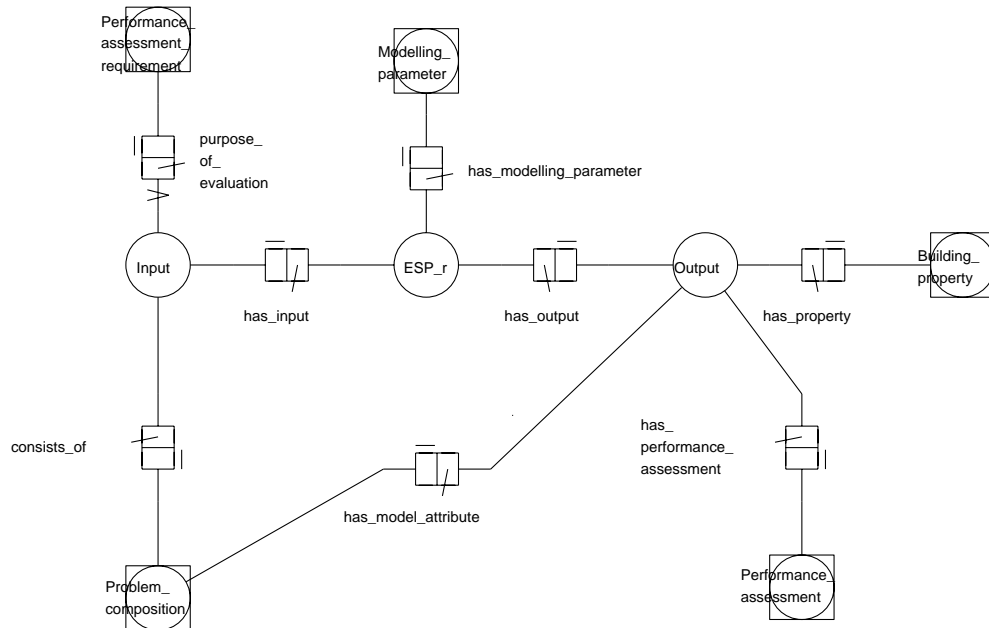 Performance_
assessment_
requirement
Modelling_
parameter
purpose_
of_
evaluation
has_modelling_parameter
Input
ESP_r
Output
Building_
property
has_input
has_output
has_property
consists_of
has_
performance_
assessment
has_model_attribute
Problem_
composition
Performance_
assessment